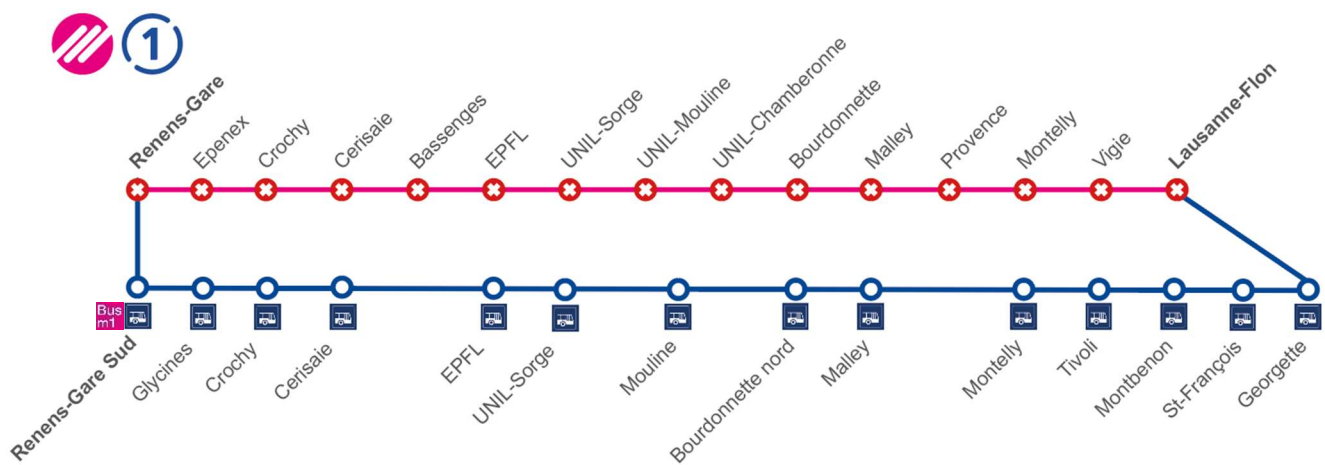 1
Renens-Gare
Epenex
Crochy
Cerisaie
Bassenges
EPFL
UNIL-Sorge
UNIL-Mouline
UNIL-Chamberonne
Bourdonnette
Malley
Provence
Montelly
Vigie
Lausanne-Flon
Bus
m1
Renens-Gare Sud
Glycines
Crochy
Cerisaie
EPFL
UNIL-Sorge
Mouline
Bourdonnette nord
Malley
Montelly
Tivoli
Montbenon
St-François
Georgette